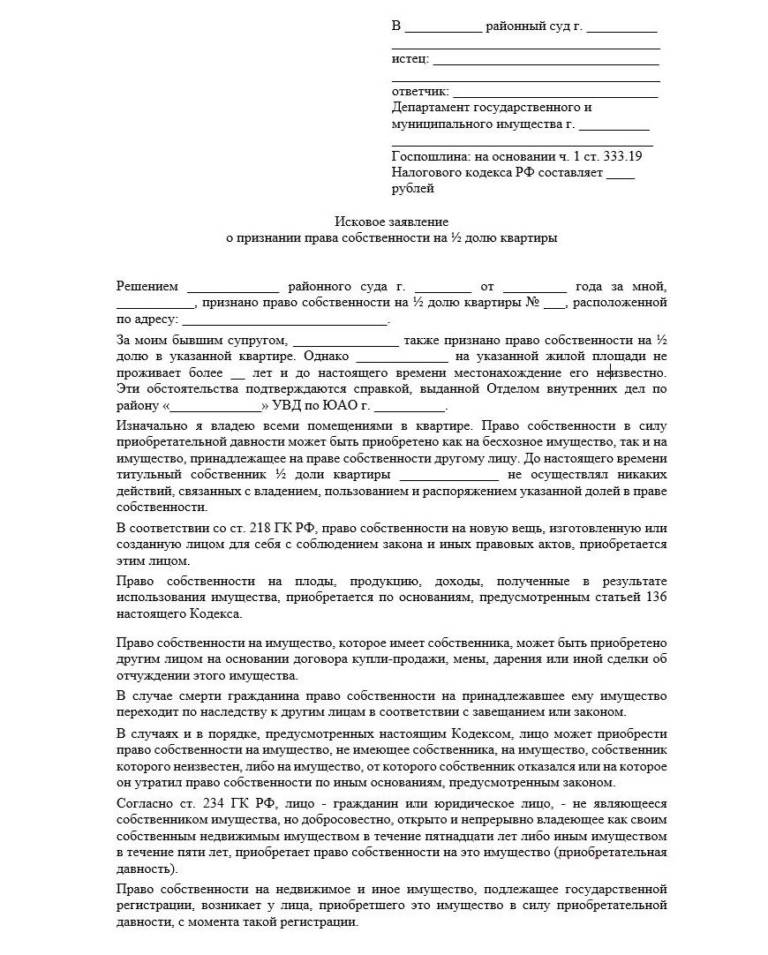 В ___________ районный суд г. __________
______________________________________
истец: ________________________________
______________________________________
ответчик: _____________________________
Департамент государственного и
муниципального имущества г. __________
_____________________________________
Госпошлина: на основании ч. 1 ст. 333.19
Налогового кодекса РФ составляет ____
рублей
Исковое заявление
о признании права собственности на ½ долю квартиры
Решением _____________ районного суда г. ________ от _________ года за мной,
___________, признано право собственности на ½ долю квартиры № ___, расположенной
по адресу: _____________________________.
За моим бывшим супругом, _______________ также признано право собственности на ½
долю в указанной квартире. Однако _____________ на указанной жилой площади не
проживает более __ лет и до настоящего времени местонахождение его неизвестно.
Эти обстоятельства подтверждаются справкой, выданной Отделом внутренних дел по
району «_____________» УВД по ЮАО г. __________.
Изначально я владею всеми помещениями в квартире. Право собственности в силу
приобретательной давности может быть приобретено как на бесхозное имущество, так и на
имущество, принадлежащее на праве собственности другому лицу. До настоящего времени
титульный собственник ½ доли квартиры ______________ не осуществлял никаких
действий, связанных с владением, пользованием и распоряжением указанной долей в праве
собственности.
В соответствии со ст. 218 ГК РФ, право собственности на новую вещь, изготовленную или
созданную лицом для себя с соблюдением закона и иных правовых актов, приобретается
этим лицом.
Право собственности на плоды, продукцию, доходы, полученные в результате
использования имущества, приобретается по основаниям, предусмотренным статьей 136
настоящего Кодекса.
Право собственности на имущество, которое имеет собственника, может быть приобретено
другим лицом на основании договора купли-продажи, мены, дарения или иной сделки об
отчуждении этого имущества.
В случае смерти гражданина право собственности на принадлежавшее ему имущество
переходит по наследству к другим лицам в соответствии с завещанием или законом.
В случаях и в порядке, предусмотренных настоящим Кодексом, лицо может приобрести
право собственности на имущество, не имеющее собственника, на имущество, собственник
которого неизвестен, либо на имущество, от которого собственник отказался или на которое
он утратил право собственности по иным основаниям, предусмотренным законом.
Согласно ст. 234 ГК РФ, лицо - гражданин или юридическое лицо, - не являющееся
собственником имущества, но добросовестно, открыто и непрерывно владеющее как своим
собственным недвижимым имуществом в течение пятнадцати лет либо иным имуществом
в течение пяти лет, приобретает право собственности на это имущество (приобретательная
давность).
Право собственности на недвижимое и иное имущество, подлежащее государственной
регистрации, возникает у лица, приобретшего это имущество в силу приобретательной
давности, с момента такой регистрации.